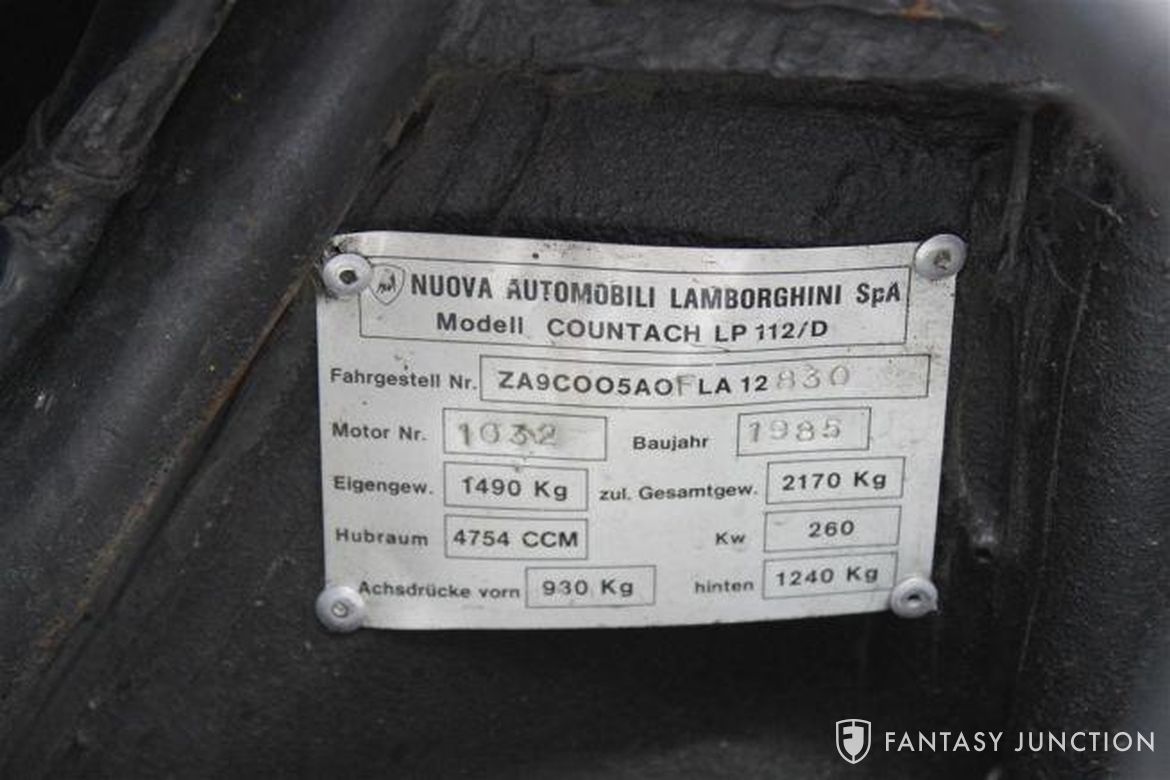 NUOVA AUTOMOBILI LAMBORGHINI SpA
Modell COUNTACH LP 112/D
Fahrgestell Nr. ZA9C005A0FLA12830
Motor Nr. 1032 Baujahr 1985
Eigengew. 1490 Kg zul. Gesamtgew. 2170 Kg
Hubraum 4754 CCM Kw 260
Achsdrücke vorn 930 Kg hinten 1240 Kg
FANTASY JUNCTION